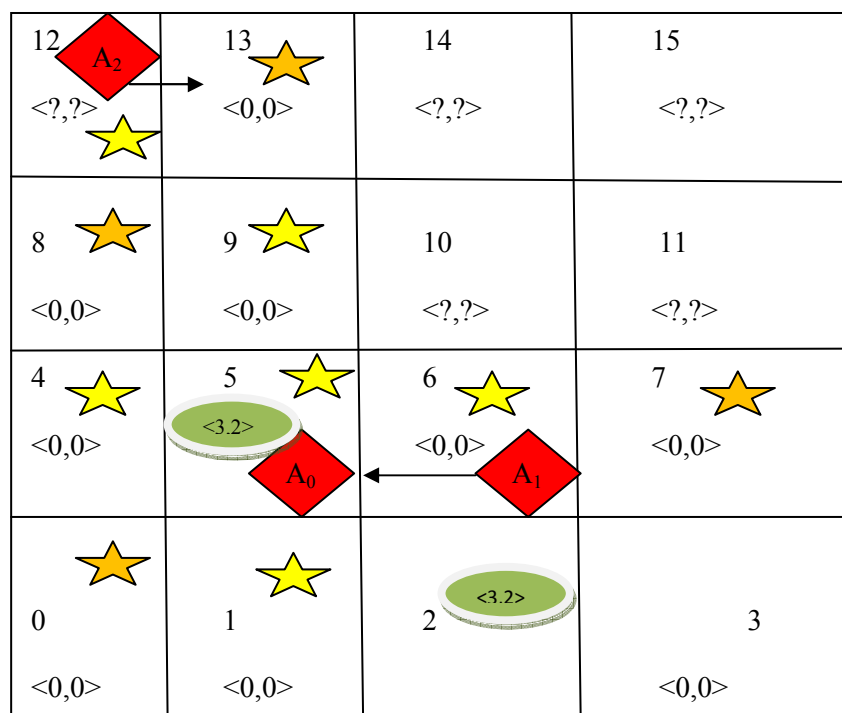 12 A₂ 13 14 15
<?,?> <0,0> <?,?> <?,?>
8 9 10 11
<0,0> <0,0> <?,?> <?,?>
4 5 6 7
<0,0> <3.2> <0,0> <0,0>
A₀ A₁
<3.2>
0 1 2 3
<0,0> <0,0> <0,0>